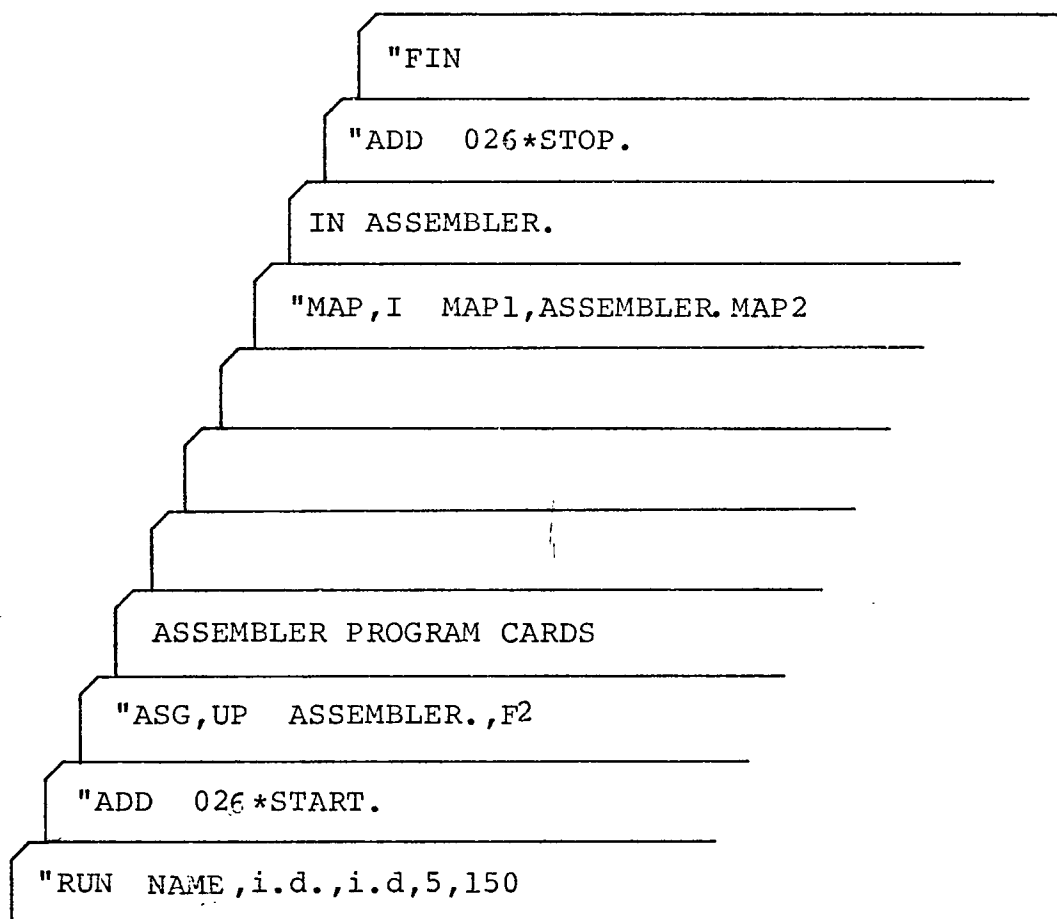 "FIN
"ADD 026*STOP.
IN ASSEMBLER.
"MAP,I MAP1,ASSEMBLER.MAP2
ASSEMBLER PROGRAM CARDS
"ASG,UP ASSEMBLER.,F2
"ADD 026*START.
"RUN NAME,i.d.,i.d,5,150